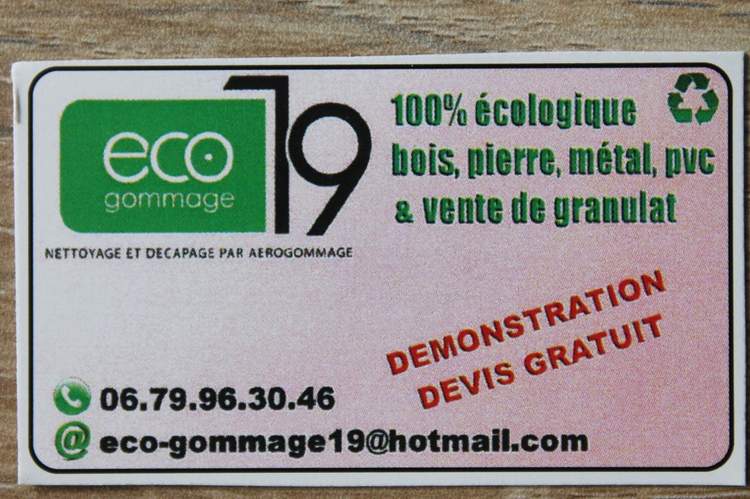 eco
gommage
19
NETTOYAGE ET DECAPAGE PAR AEROGOMMAGE
100% écologique
bois, pierre, métal, pvc
& vente de granulat
DEMONSTRATION
DEVIS GRATUIT
06.79.96.30.46
@ eco-gommage19@hotmail.com